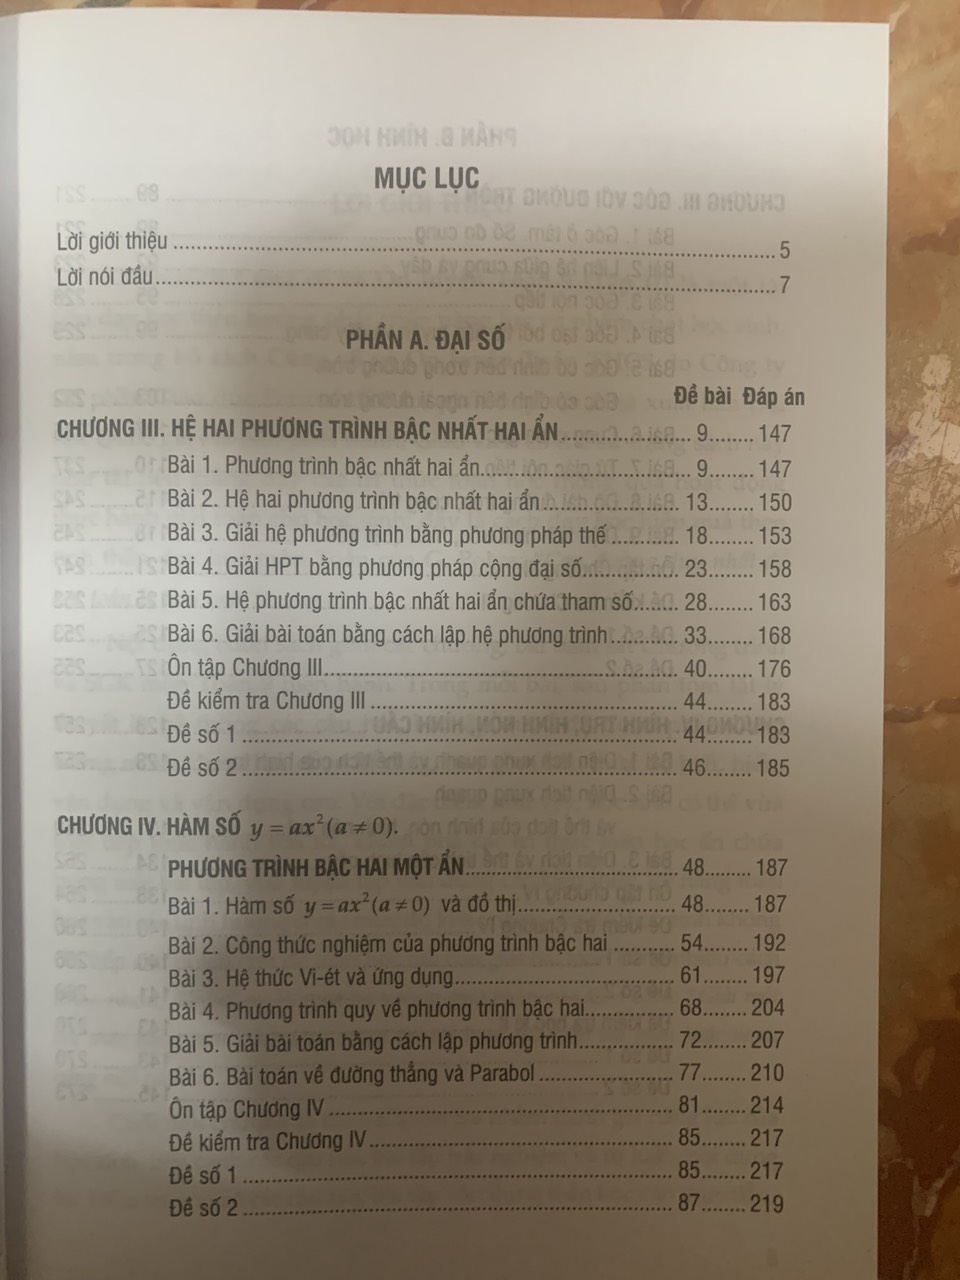 MỤC LỤC
Lời giới thiệu ........ 5
Lời nói đầu ........ 7
PHẦN A. ĐẠI SỐ
Đề bài Đáp án
CHƯƠNG III. HỆ HAI PHƯƠNG TRÌNH BẬC NHẤT HAI ẨN ........ 9 ........ 147
Bài 1. Phương trình bậc nhất hai ẩn ........ 9 ........ 147
Bài 2. Hệ hai phương trình bậc nhất hai ẩn ........ 13 ........ 150
Bài 3. Giải hệ phương trình bằng phương pháp thế ........ 18 ........ 153
Bài 4. Giải HPT bằng phương pháp cộng đại số ........ 23 ........ 158
Bài 5. Hệ phương trình bậc nhất hai ẩn chứa tham số ........ 28 ........ 163
Bài 6. Giải bài toán bằng cách lập hệ phương trình ........ 33 ........ 168
Ôn tập Chương III ........ 40 ........ 176
Đề kiểm tra Chương III ........ 44 ........ 183
Đề số 1 ........ 44 ........ 183
Đề số 2 ........ 46 ........ 185
CHƯƠNG IV. HÀM SỐ y = ax²(a ≠ 0).
PHƯƠNG TRÌNH BẬC HAI MỘT ẨN ........ 48 ........ 187
Bài 1. Hàm số y = ax²(a ≠ 0) và đồ thị ........ 48 ........ 187
Bài 2. Công thức nghiệm của phương trình bậc hai ........ 54 ........ 192
Bài 3. Hệ thức Vi-ét và ứng dụng ........ 61 ........ 197
Bài 4. Phương trình quy về phương trình bậc hai ........ 68 ........ 204
Bài 5. Giải bài toán bằng cách lập phương trình ........ 72 ........ 207
Bài 6. Bài toán về đường thẳng và Parabol ........ 77 ........ 210
Ôn tập Chương IV ........ 81 ........ 214
Đề kiểm tra Chương IV ........ 85 ........ 217
Đề số 1 ........ 85 ........ 217
Đề số 2 ........ 87 ........ 219